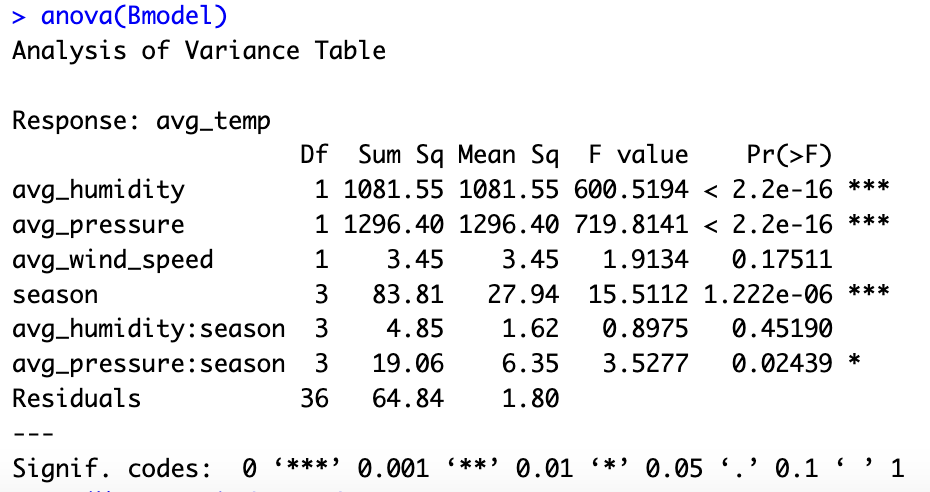 > anova(Bmodel)
Analysis of Variance Table
Response: avg_temp
Df Sum Sq Mean Sq F value Pr(>F)
avg_humidity 1 1081.55 1081.55 600.5194 < 2.2e-16 ***
avg_pressure 1 1296.40 1296.40 719.8141 < 2.2e-16 ***
avg_wind_speed 1 3.45 3.45 1.9134 0.17511
season 3 83.81 27.94 15.5112 1.222e-06 ***
avg_humidity:season 3 4.85 1.62 0.8975 0.45190
avg_pressure:season 3 19.06 6.35 3.5277 0.02439 *
Residuals 36 64.84 1.80
---
Signif. codes: 0 ‘***’ 0.001 ‘**’ 0.01 ‘*’ 0.05 ‘.’ 0.1 ‘ ’ 1